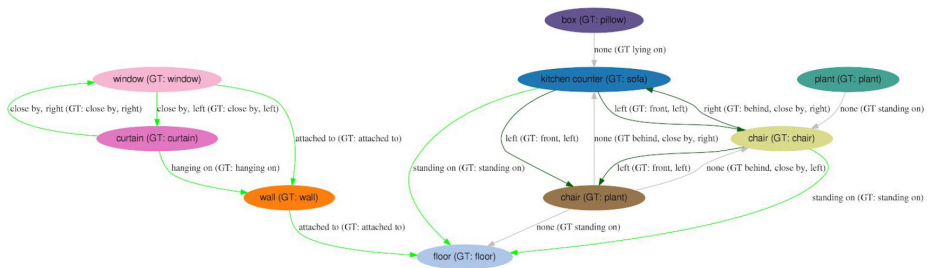 box (GT: pillow)
none (GT lying on)
window (GT: window)
kitchen counter (GT: sofa)
plant (GT: plant)
close by, right (GT: close by, right)
close by, left (GT: close by, left)
left (GT: front, left)
right (GT: behind, close by, right)
none (GT standing on)
curtain (GT: curtain)
attached to (GT: attached to)
left (GT: front, left)
none (GT behind, close by, right)
chair (GT: chair)
hanging on (GT: hanging on)
standing on (GT: standing on)
left (GT: front, left)
none (GT behind, close by, left)
wall (GT: wall)
chair (GT: plant)
standing on (GT: standing on)
attached to (GT: attached to)
none (GT standing on)
floor (GT: floor)